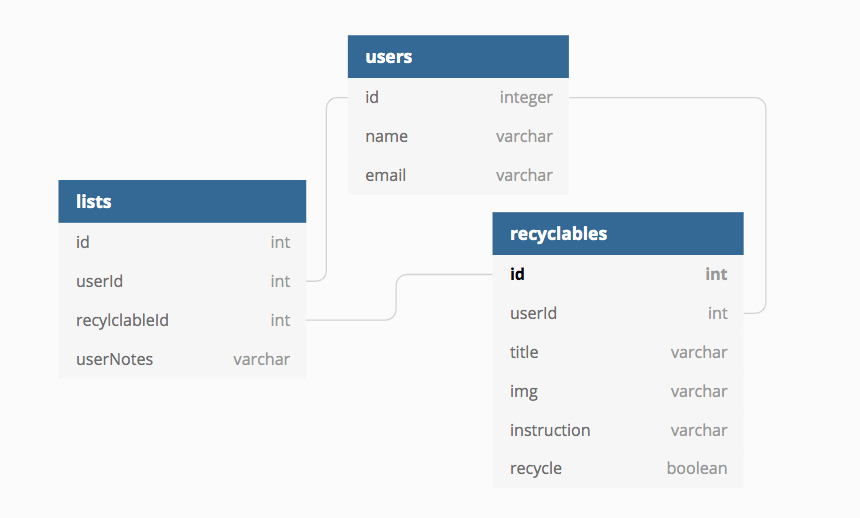 users
id integer
name varchar
email varchar
lists
id int
userId int
recylclableId int
userNotes varchar
recyclables
id int
userId int
title varchar
img varchar
instruction varchar
recycle boolean